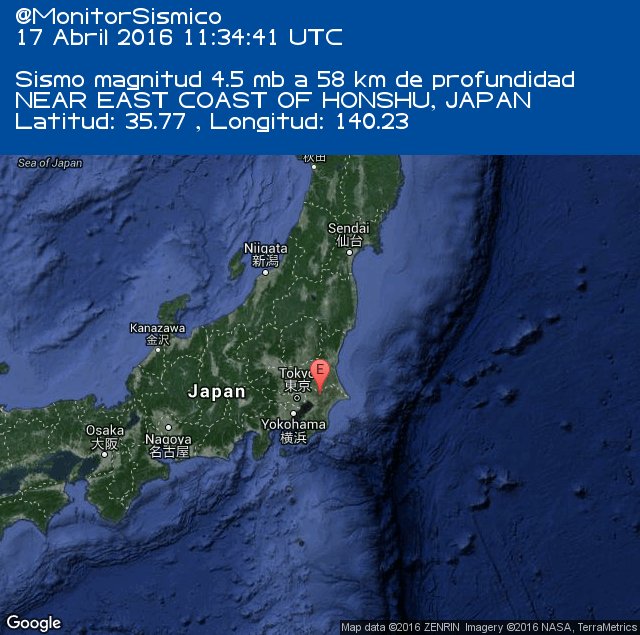 @MonitorSismico
17 Abril 2016 11:34:41 UTC
Sismo magnitud 4.5 mb a 58 km de profundidad
NEAR EAST COAST OF HONSHU, JAPAN
Latitud: 35.77 , Longitud: 140.23
Sea of Japan
秋田
Sendai
仙台
Niigata
新潟
Kanazawa
金沢
Tokyo
東京
E
Japan
Yokohama
横浜
Osaka
大阪
Nagoya
名古屋
Google
Map data ©2016 ZENRIN Imagery ©2016 NASA, TerraMetrics